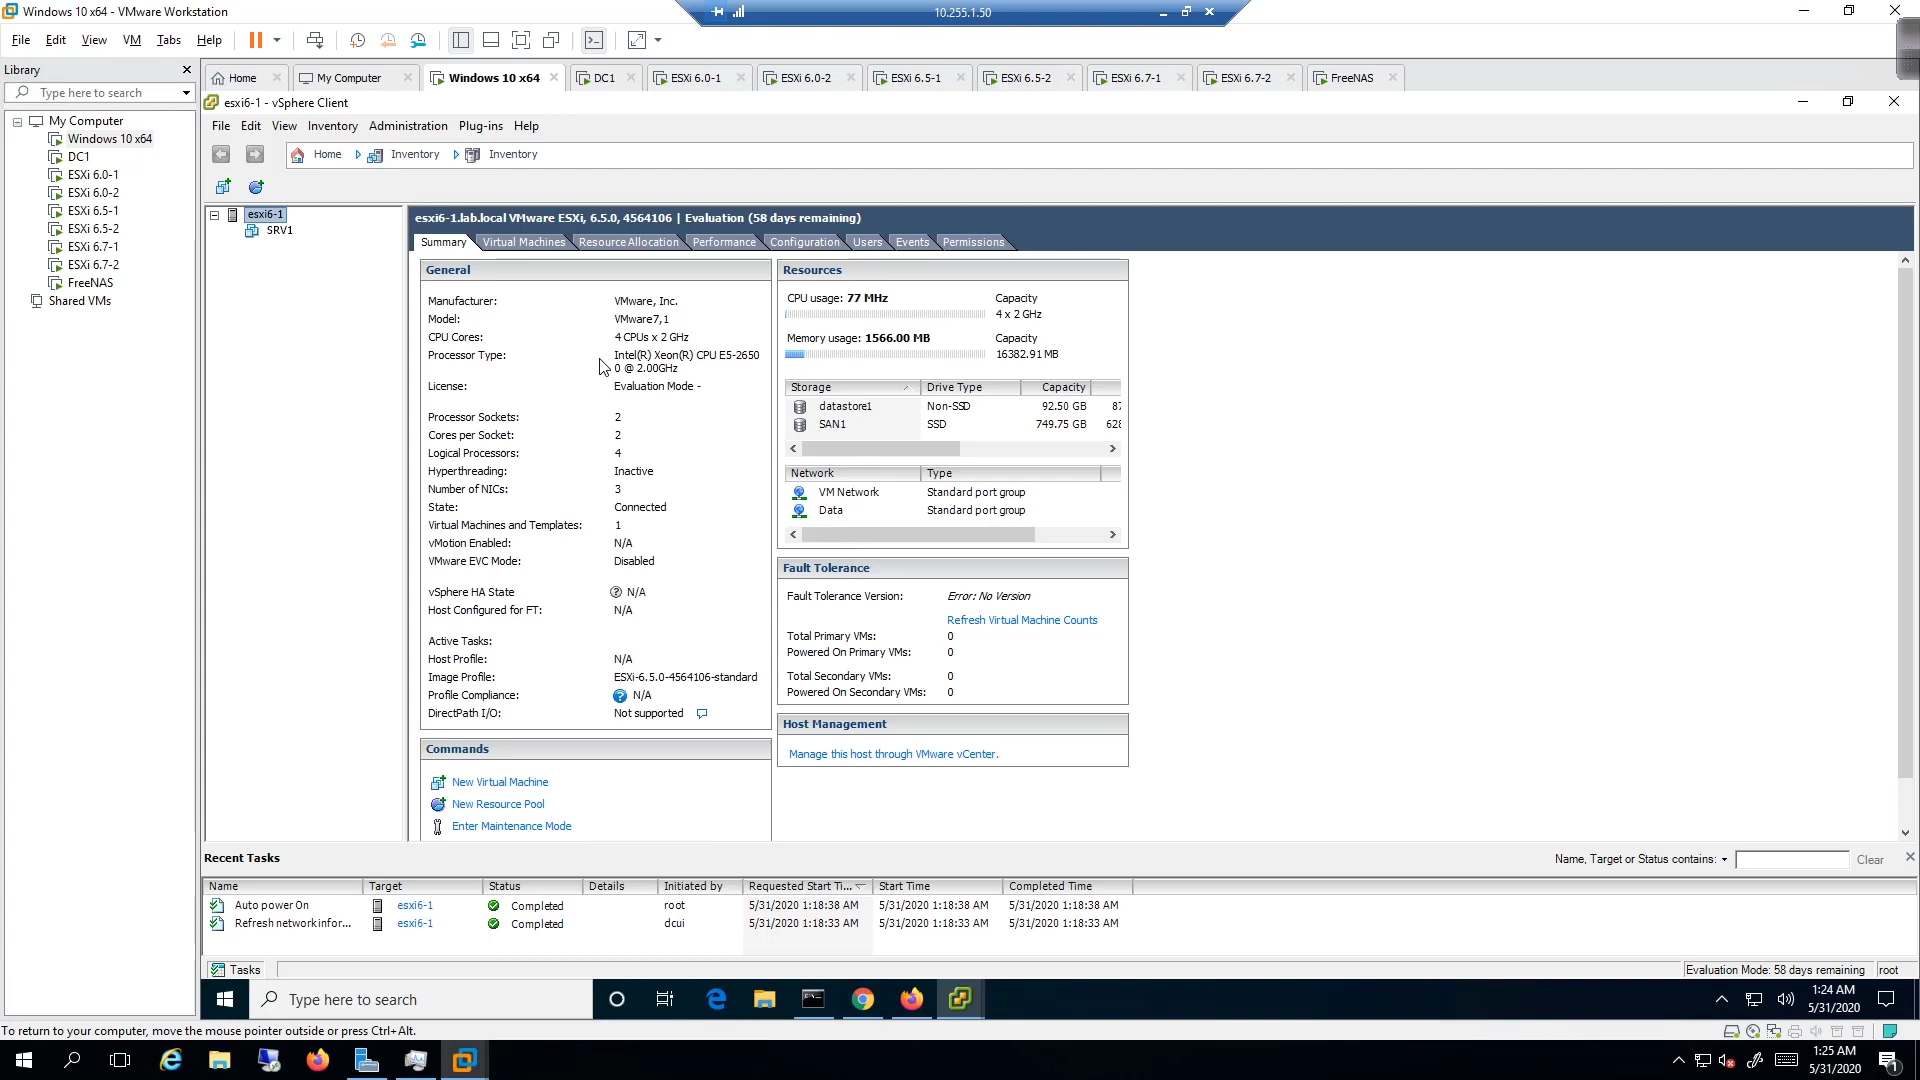 Windows 10 x64 - VMware Workstation
10.255.1.50
File Edit View VM Tabs Help
Library
Type here to search
My Computer
Windows 10 x64
DC1
ESXi 6.0-1
ESXi 6.0-2
ESXi 6.5-1
ESXi 6.5-2
ESXi 6.7-1
ESXi 6.7-2
FreeNAS
Shared VMs
Home My Computer Windows 10 x64 DC1 ESXi 6.0-1 ESXi 6.0-2 ESXi 6.5-1 ESXi 6.5-2 ESXi 6.7-1 ESXi 6.7-2 FreeNAS
esxi6-1 - vSphere Client
File Edit View Inventory Administration Plug-ins Help
Home Inventory Inventory
esxi6-1
SRV1
esxi6-1.lab.local VMware ESXi, 6.5.0, 4564106 | Evaluation (58 days remaining)
Summary Virtual Machines Resource Allocation Performance Configuration Users Events Permissions
General
Manufacturer: VMware, Inc.
Model: VMware7,1
CPU Cores: 4 CPUs x 2 GHz
Processor Type: Intel(R) Xeon(R) CPU E5-2650
0 @ 2.00GHz
License: Evaluation Mode -
Processor Sockets: 2
Cores per Socket: 2
Logical Processors: 4
Hyperthreading: Inactive
Number of NICs: 3
State: Connected
Virtual Machines and Templates: 1
vMotion Enabled: N/A
VMware EVC Mode: Disabled
vSphere HA State N/A
Host Configured for FT: N/A
Active Tasks:
Host Profile: N/A
Image Profile: ESXi-6.5.0-4564106-standard
Profile Compliance: N/A
DirectPath I/O: Not supported
Commands
New Virtual Machine
New Resource Pool
Enter Maintenance Mode
Resources
CPU usage: 77 MHz Capacity
4 x 2 GHz
Memory usage: 1566.00 MB Capacity
16382.91 MB
Storage Drive Type Capacity
datastore1 Non-SSD 92.50 GB 87
SAN1 SSD 749.75 GB 628
Network Type
VM Network Standard port group
Data Standard port group
Fault Tolerance
Fault Tolerance Version: Error: No Version
Refresh Virtual Machine Counts
Total Primary VMs: 0
Powered On Primary VMs: 0
Total Secondary VMs: 0
Powered On Secondary VMs: 0
Host Management
Manage this host through VMware vCenter.
Recent Tasks
Name, Target or Status contains: Clear
Name Target Status Details Initiated by Requested Start Ti... Start Time Completed Time
Auto power On esxi6-1 Completed root 5/31/2020 1:18:38 AM 5/31/2020 1:18:38 AM 5/31/2020 1:18:38 AM
Refresh network infor... esxi6-1 Completed dcui 5/31/2020 1:18:33 AM 5/31/2020 1:18:33 AM 5/31/2020 1:18:33 AM
Tasks
Evaluation Mode: 58 days remaining root
Type here to search
1:24 AM
5/31/2020
To return to your computer, move the mouse pointer outside or press Ctrl+Alt.
1:25 AM
5/31/2020
1